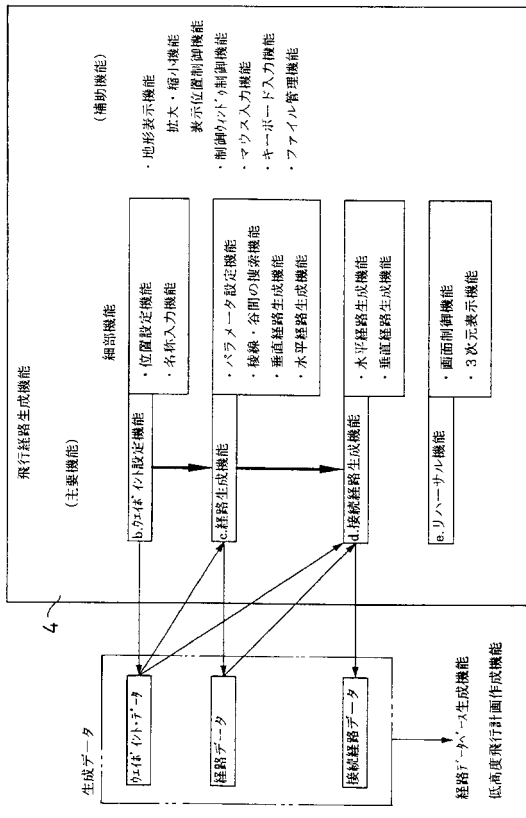 飛行経路生成機能
4
(主要機能)
細部機能
(補助機能)
b.ウエイポイント設定機能
・位置設定機能
・名称入力機能
c.経路生成機能
・パラメータ設定機能
・稜線・谷間の捜索機能
・垂直経路生成機能
・水平経路生成機能
d.接続経路生成機能
・水平経路生成機能
・垂直経路生成機能
e.リハーサル機能
・画面制御機能
・3次元表示機能
・地形表示機能
拡大・縮小機能
表示位置制御機能
・制御ウィンドウ制御機能
・マウス入力機能
・キーボード入力機能
・ファイル管理機能
生成データ
ウエイポイント・データ
経路データ
接続経路データ
経路データベース生成機能
低高度飛行計画作成機能